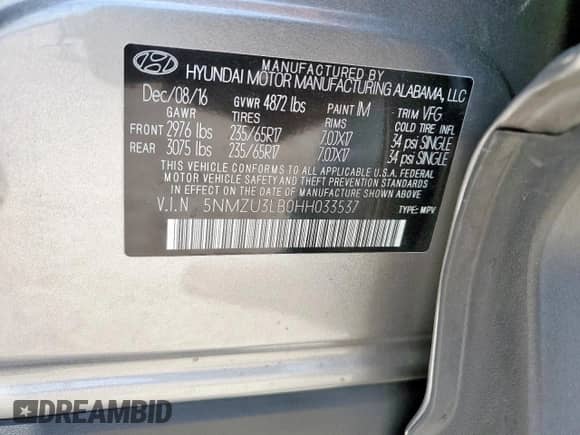 MANUFACTURED BY
HYUNDAI MOTOR MANUFACTURING ALABAMA, LLC
Dec/08/16 GVWR 4872 lbs PAINT IM TRIM VFG
GAWR TIRES RIMS COLD TIRE INFL
FRONT 2976 lbs 235/65R17 7.0JX17 34 psi SINGLE
REAR 3075 lbs 235/65R17 7.0JX17 34 psi SINGLE
THIS VEHICLE CONFORMS TO ALL APPLICABLE U.S.A. FEDERAL
MOTOR VEHICLE SAFETY AND THEFT PREVENTION STANDARDS
IN EFFECT ON THE DATE OF MANUFACTURE SHOWN ABOVE.
V.I.N 5NMZU3LB0HH033537 TYPE: MPV
DREAMBID